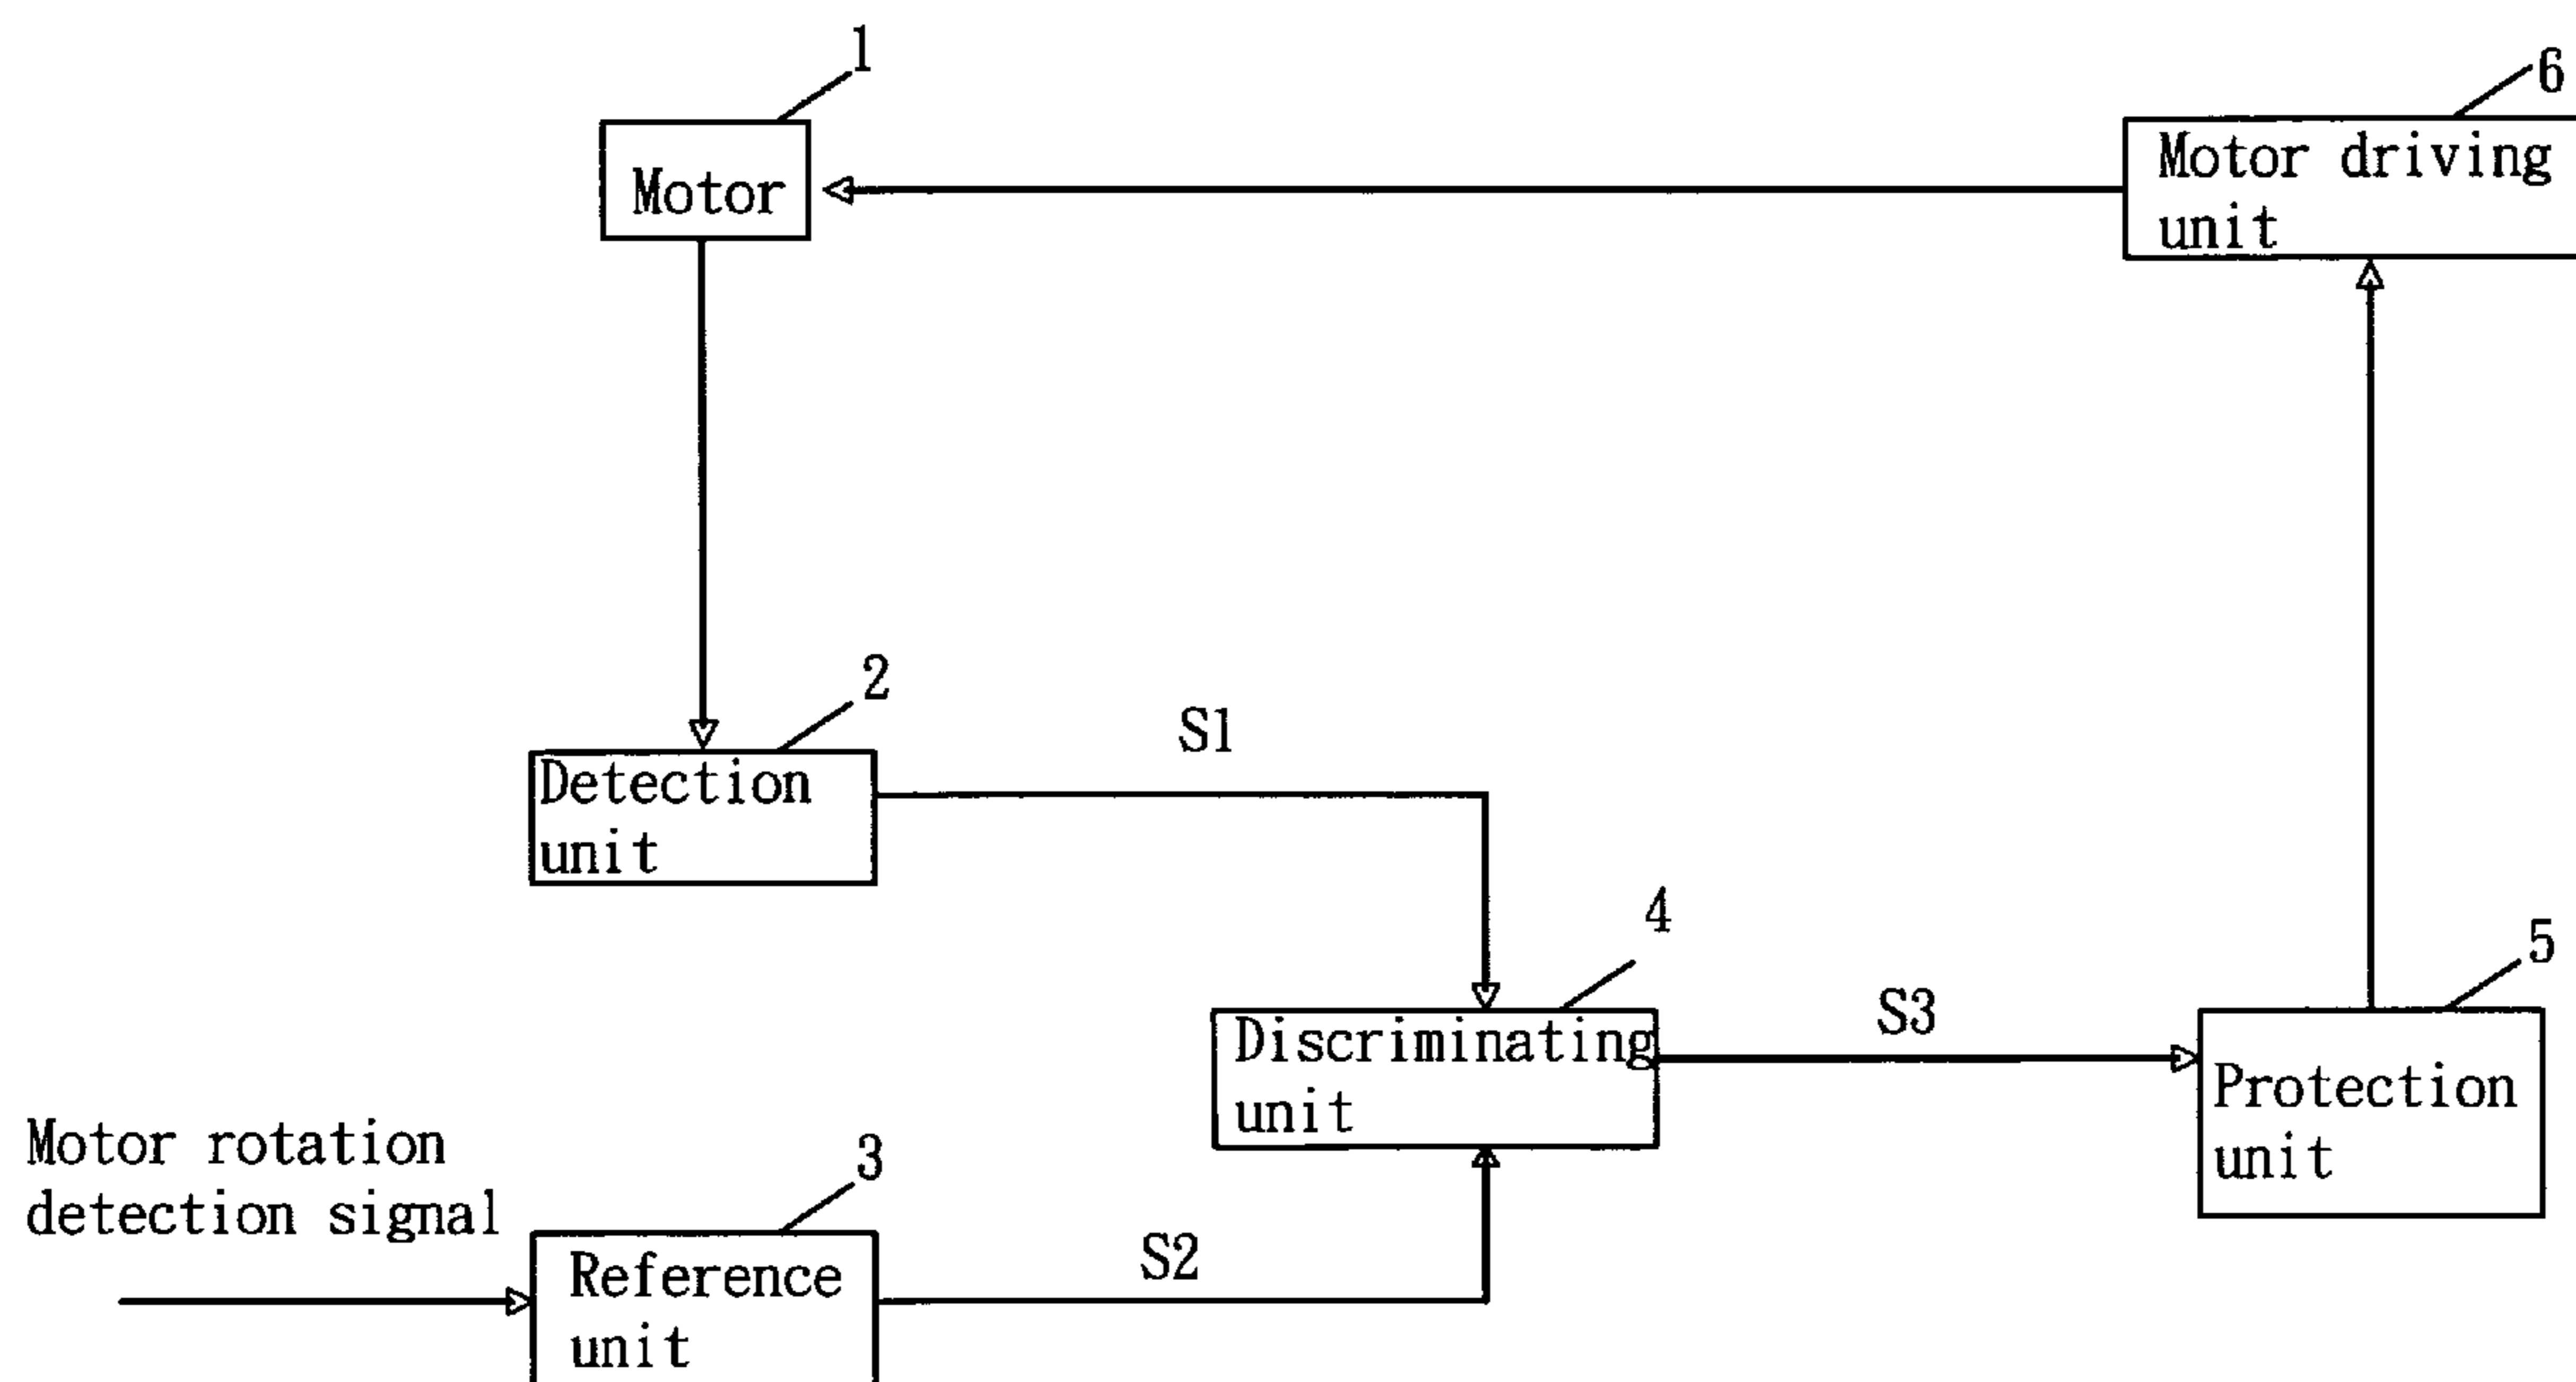 1
6
Motor
Motor driving
unit
2
S1
Detection
unit
4
5
S3
Discriminating
unit
Protection
unit
Motor rotation
detection signal
3
S2
Reference
unit